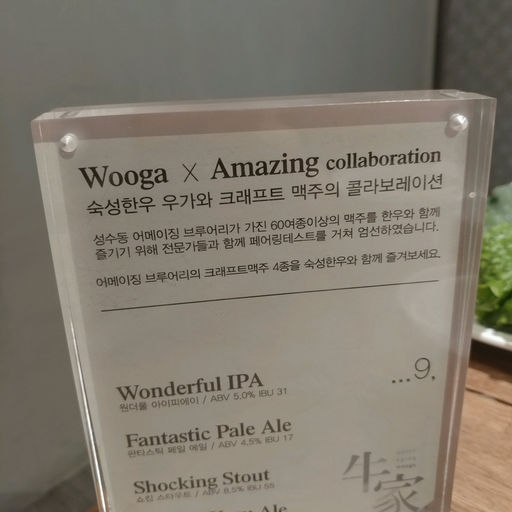 Wooga X Amazing collaboration
숙성한우 우가와 크래프트 맥주의 콜라보레이션
성수동 어메이징 브루어리가 가진 60여종이상의 맥주를 한우와 함께
즐기기 위해 전문가들과 함께 페어링테스트를 거쳐 엄선하였습니다.
어메이징 브루어리의 크래프트맥주 4종을 숙성한우와 함께 즐겨보세요.
Wonderful IPA ...9,
원더풀 아이피에이 / ABV 5.0% IBU 31
Fantastic Pale Ale
판타스틱 페일 에일 / ABV 4.5% IBU 17
Shocking Stout
쇼킹 스타우트 / ABV 8.5% IBU 55
Ale
牛
家